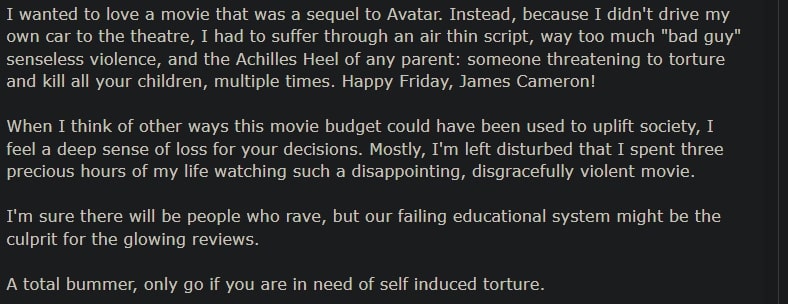 I wanted to love a movie that was a sequel to Avatar. Instead, because I didn't drive my
own car to the theatre, I had to suffer through an air thin script, way too much "bad guy"
senseless violence, and the Achilles Heel of any parent: someone threatening to torture
and kill all your children, multiple times. Happy Friday, James Cameron!
When I think of other ways this movie budget could have been used to uplift society, I
feel a deep sense of loss for your decisions. Mostly, I'm left disturbed that I spent three
precious hours of my life watching such a disappointing, disgracefully violent movie.
I'm sure there will be people who rave, but our failing educational system might be the
culprit for the glowing reviews.
A total bummer, only go if you are in need of self induced torture.